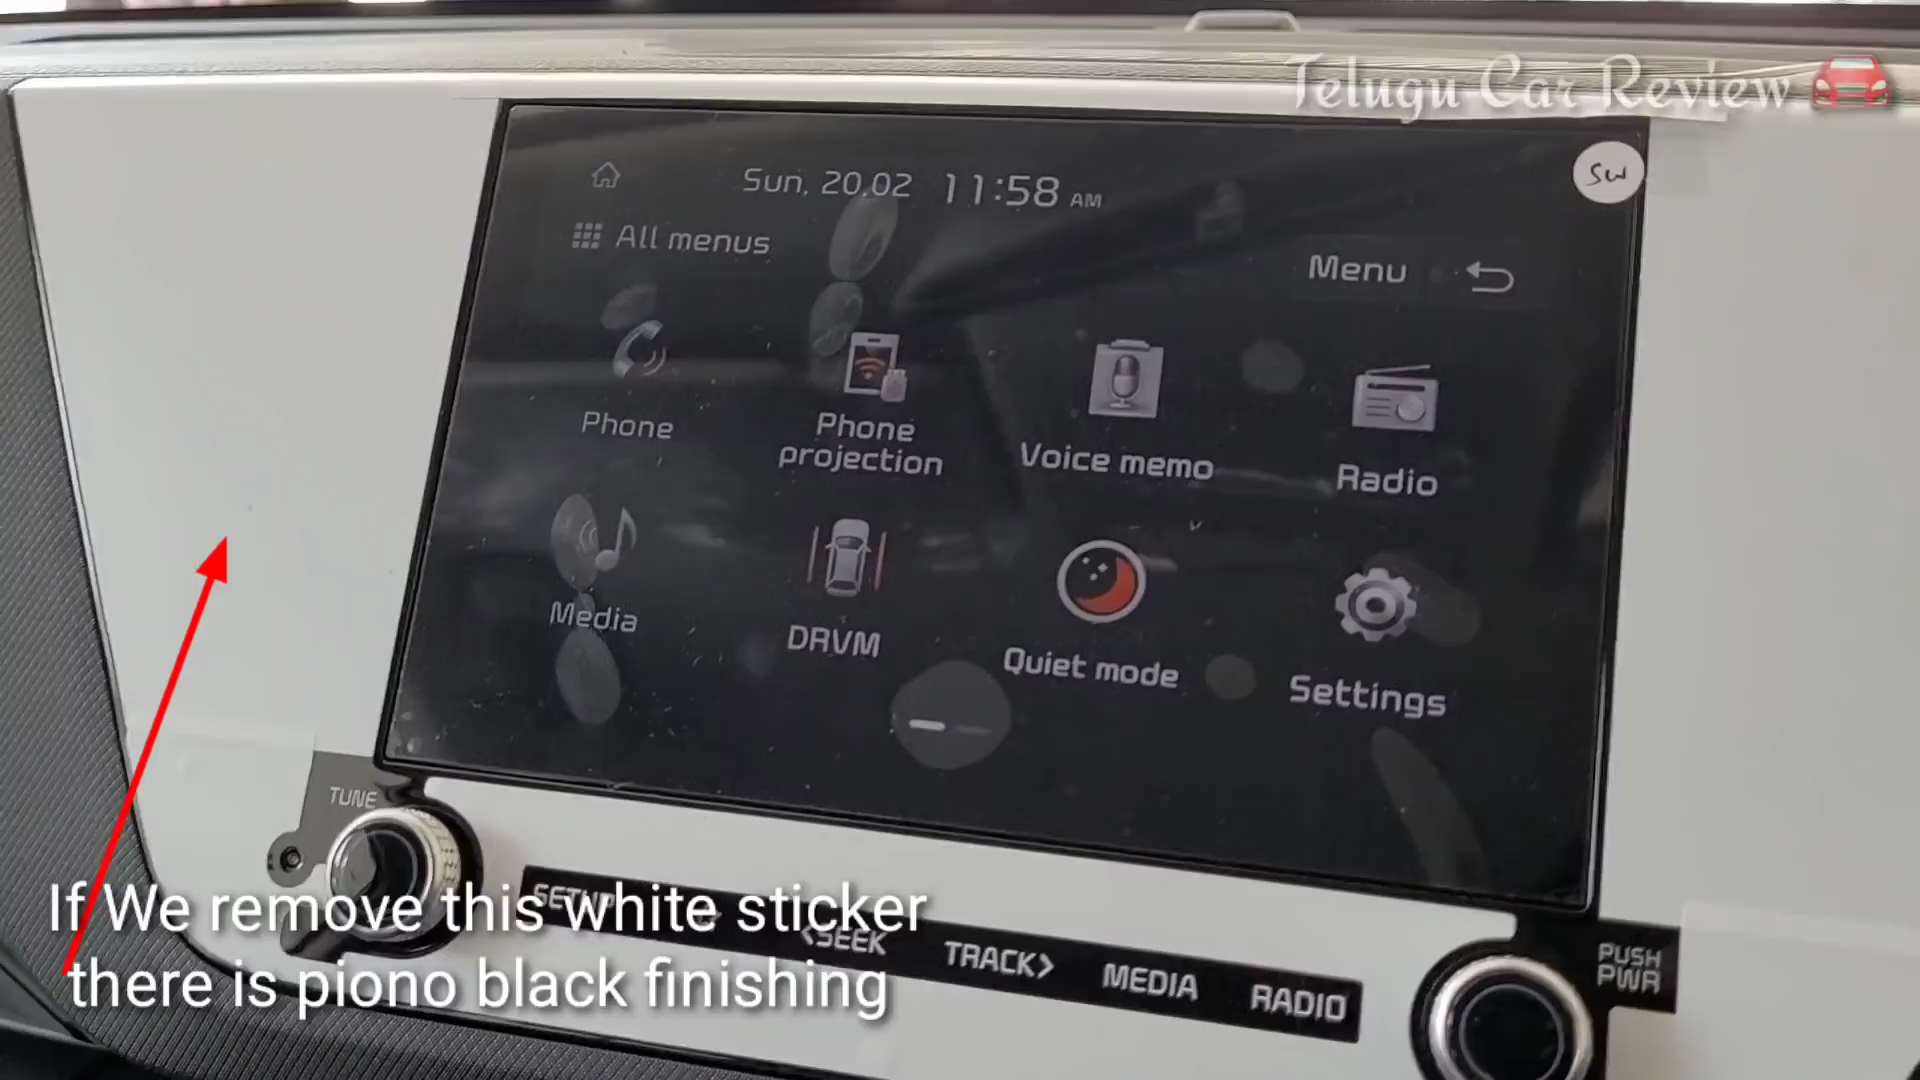 Telugu Car Review
SW
Sun, 20.02 11:58 AM
All menus
Menu
Phone
Phone
projection
Voice memo
Radio
Media
DRVM
Quiet mode
Settings
TUNE
SETUP
<SEEK
TRACK>
MEDIA
RADIO
PUSH
PWR
If We remove this white sticker
there is piono black finishing